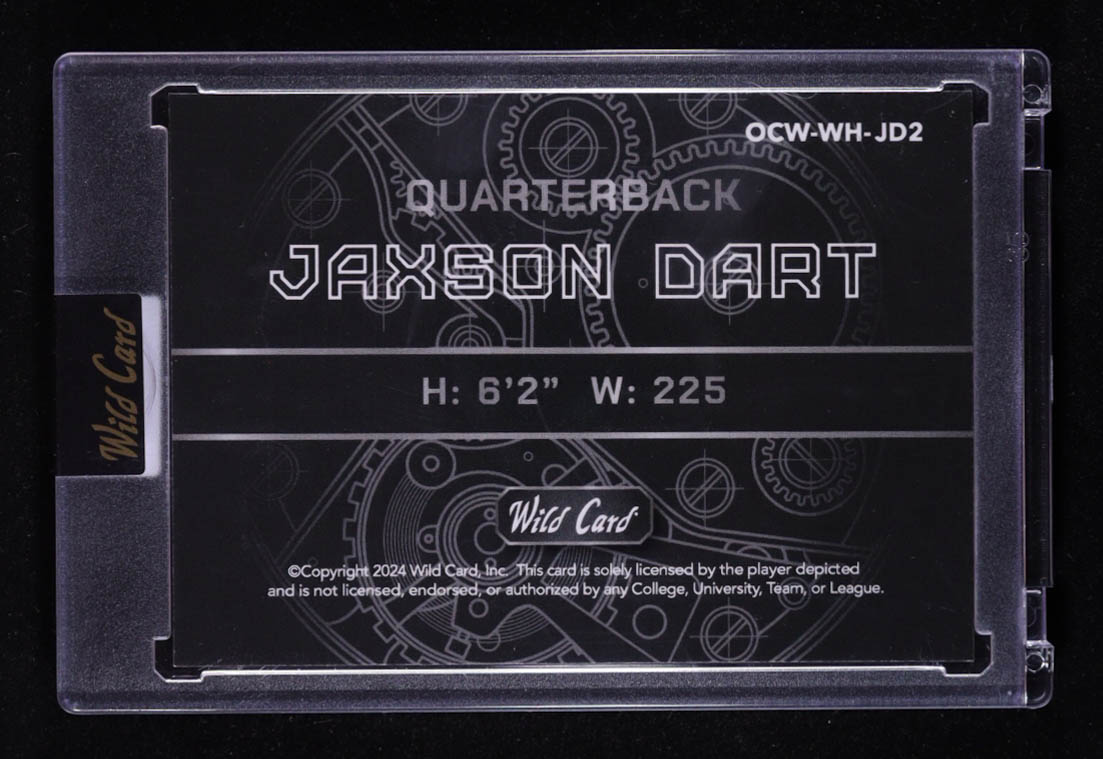 OCW-WH-JD2
QUARTERBACK
JAXSON DART
H: 6’2” W: 225
Wild Card
Wild Card
©Copyright 2024 Wild Card, Inc. This card is solely licensed by the player depicted
and is not licensed, endorsed, or authorized by any College, University, Team, or League.